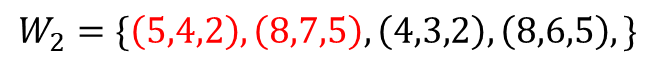 W₂ = {(5,4,2),(8,7,5),(4,3,2),(8,6,5),}